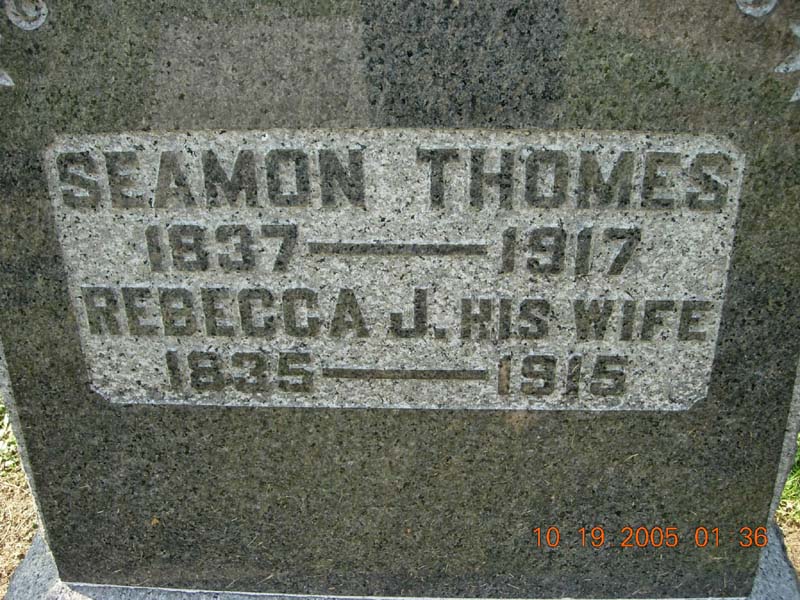 SEAMON THOMES
1837 — 1917
REBECCA J. HIS WIFE
1835 — 1915
10 19 2005 01 36